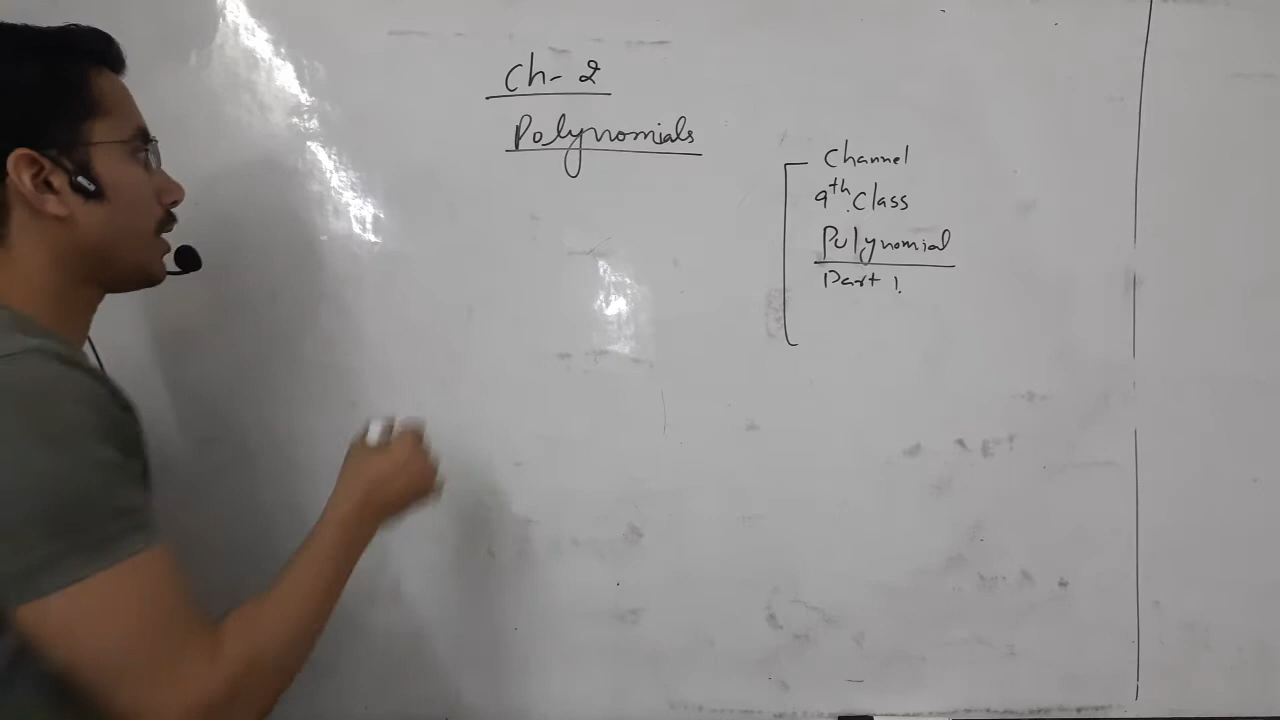 Ch-2
Polynomials
Channel
9th Class
Polynomial
Part 1